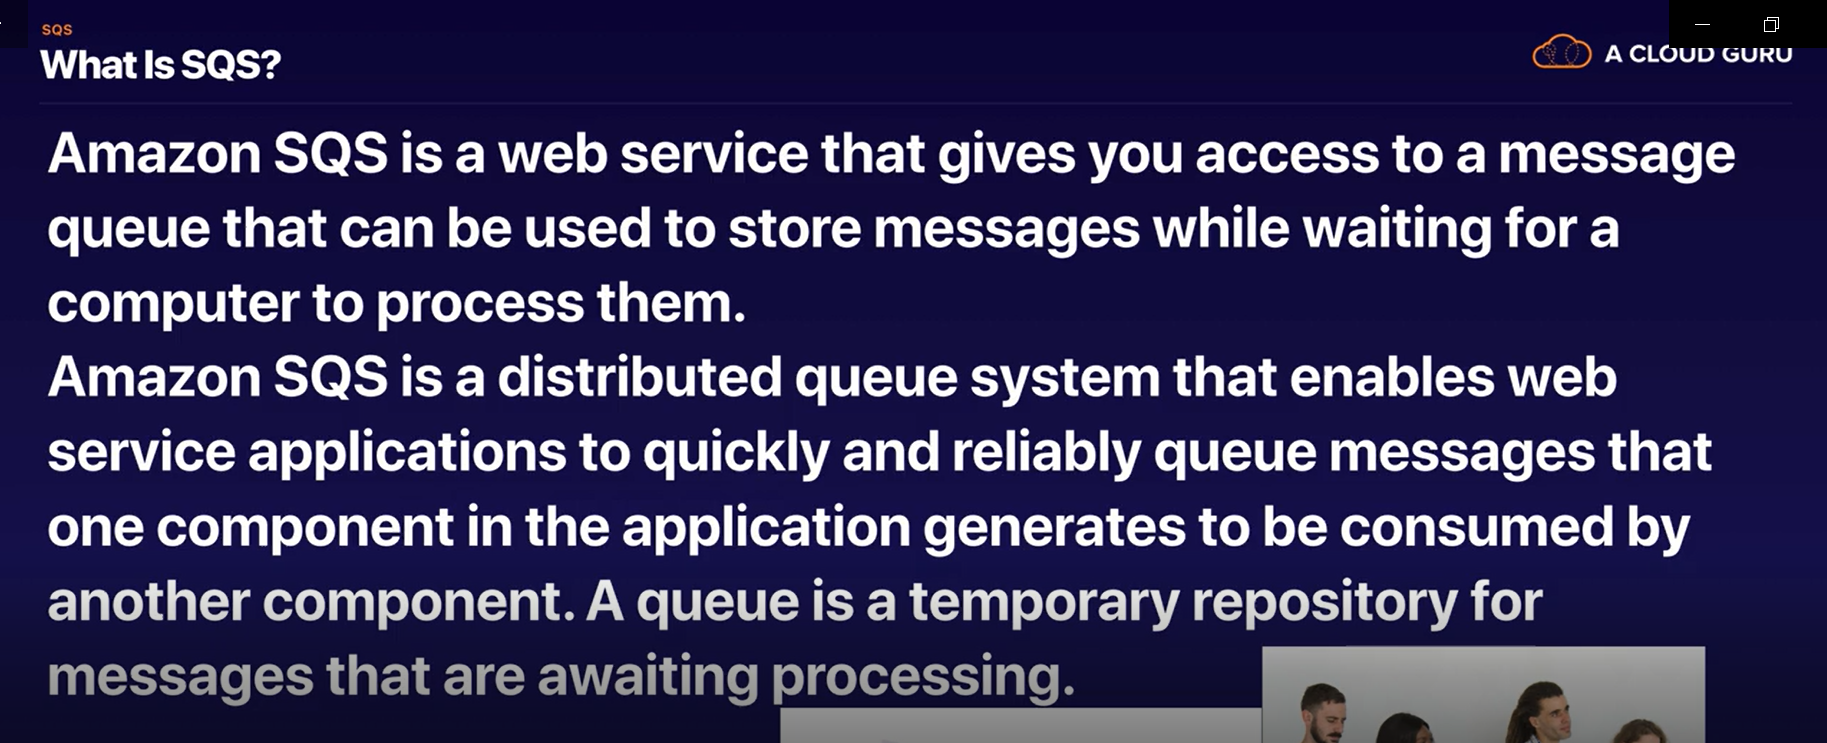 SQS
What Is SQS?
A CLOUD GURU
Amazon SQS is a web service that gives you access to a message
queue that can be used to store messages while waiting for a
computer to process them.
Amazon SQS is a distributed queue system that enables web
service applications to quickly and reliably queue messages that
one component in the application generates to be consumed by
another component. A queue is a temporary repository for
messages that are awaiting processing.